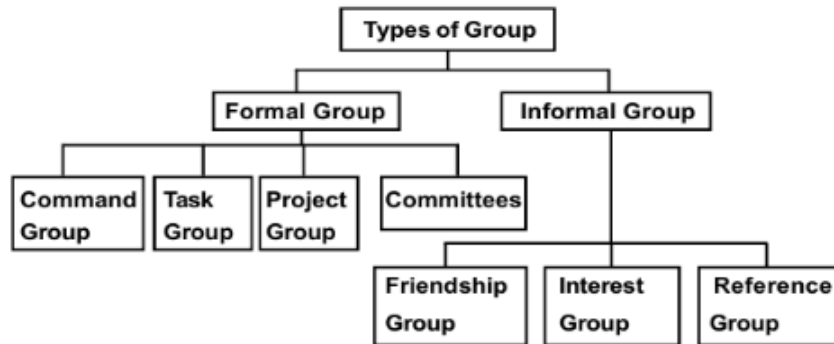 Types of Group
Formal Group
Informal Group
Command
Group
Task
Group
Project
Group
Committees
Friendship
Group
Interest
Group
Reference
Group